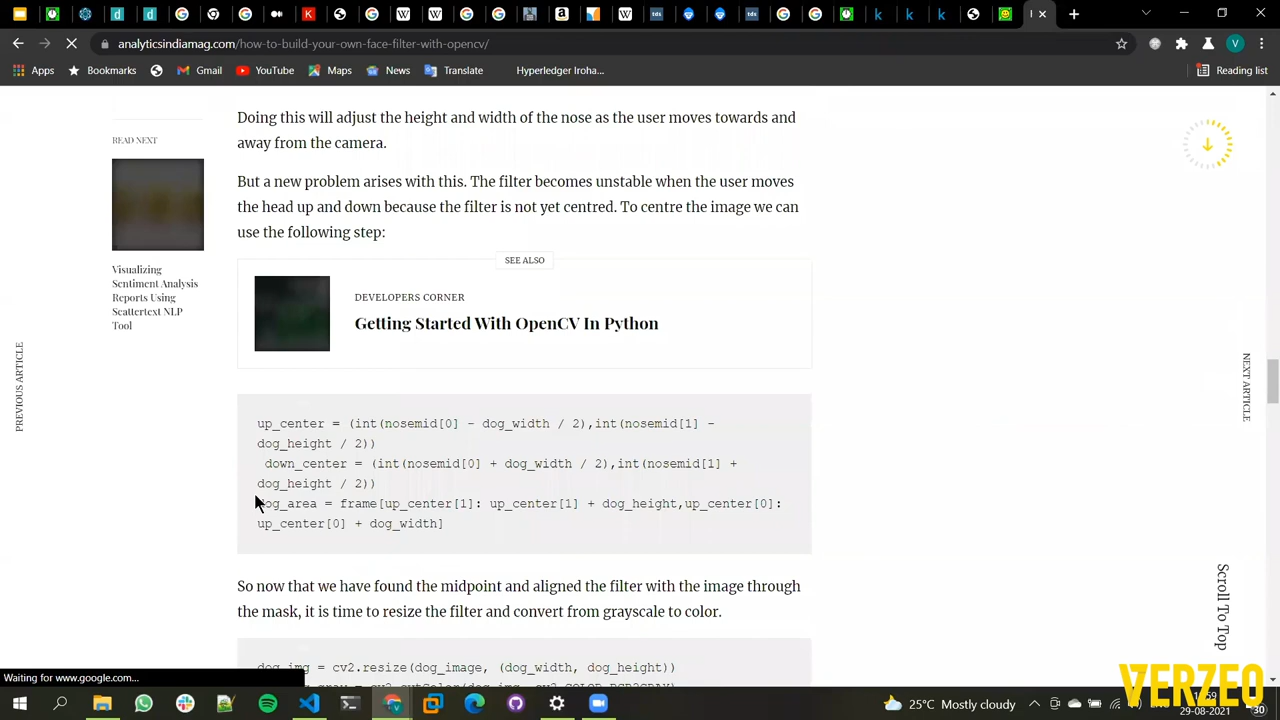 analyticsindiamag.com/how-to-build-your-own-face-filter-with-opencv/
Apps
Bookmarks
Gmail
YouTube
Maps
News
Translate
Hyperledger Iroha...
Reading list
Doing this will adjust the height and width of the nose as the user moves towards and
away from the camera.
READ NEXT
But a new problem arises with this. The filter becomes unstable when the user moves
the head up and down because the filter is not yet centred. To centre the image we can
use the following step:
SEE ALSO
Visualizing
Sentiment Analysis
Reports Using
Scattertext NLP
Tool
DEVELOPERS CORNER
Getting Started With OpenCV In Python
PREVIOUS ARTICLE
NEXT ARTICLE
up_center = (int(nosemid[0] - dog_width / 2),int(nosemid[1] -
dog_height / 2))
down_center = (int(nosemid[0] + dog_width / 2),int(nosemid[1] +
dog_height / 2))
dog_area = frame[up_center[1]: up_center[1] + dog_height,up_center[0]:
up_center[0] + dog_width]
So now that we have found the midpoint and aligned the filter with the image through
the mask, it is time to resize the filter and convert from grayscale to color.
Scroll To Top
dog_img = cv2.resize(dog_image, (dog_width, dog_height))
Waiting for www.google.com...
VERZEO
25°C Mostly cloudy
29-08-2021
30